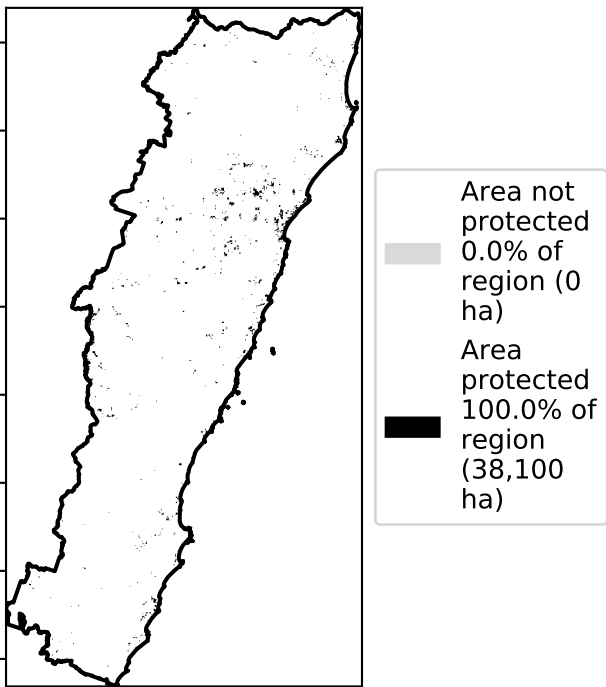 Area not
protected
0.0% of
region (0
ha)
Area
protected
100.0% of
region
(38,100
ha)